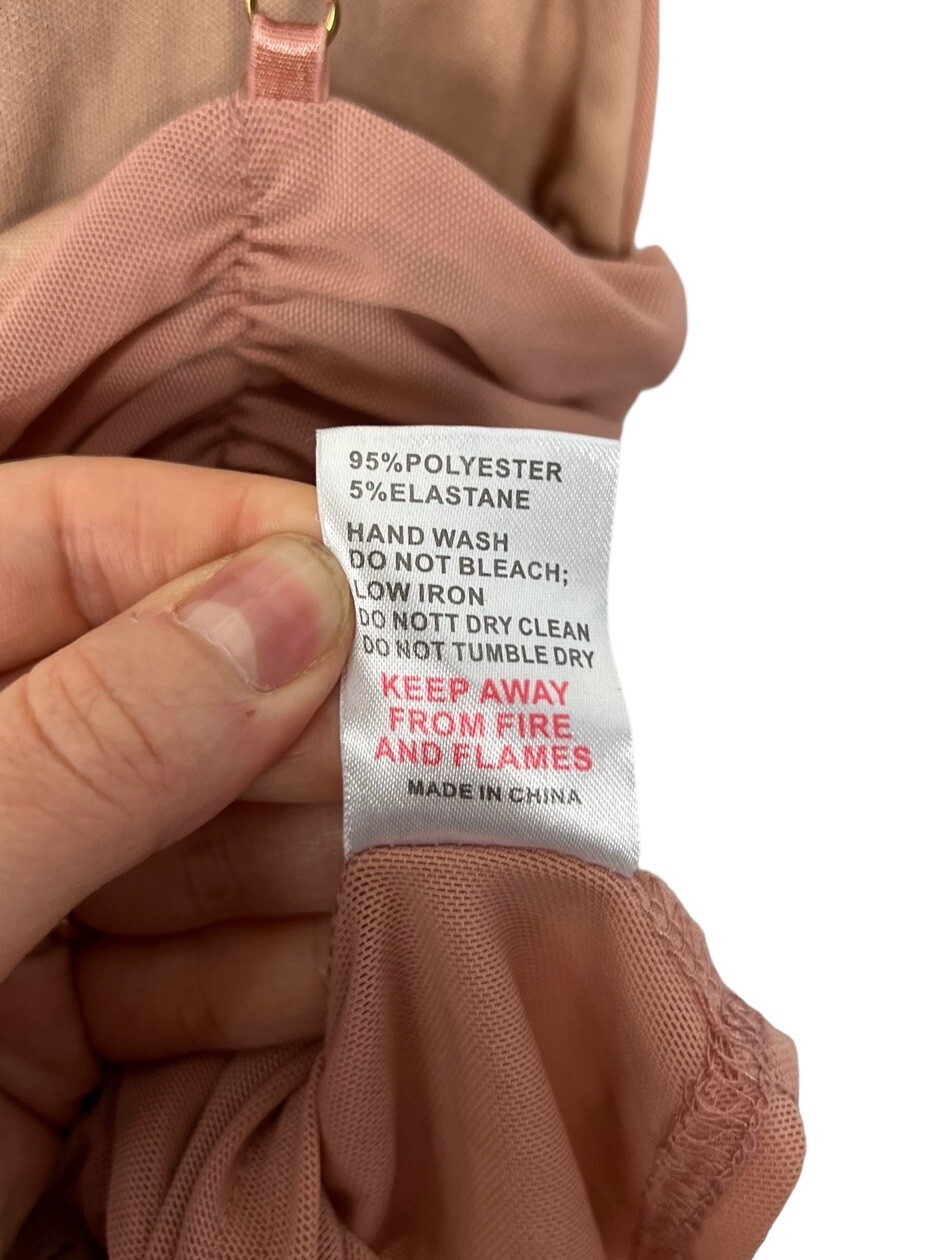 95%POLYESTER
5%ELASTANE
HAND WASH
DO NOT BLEACH;
LOW IRON
DO NOTT DRY CLEAN
DO NOT TUMBLE DRY
KEEP AWAY
FROM FIRE
AND FLAMES
MADE IN CHINA